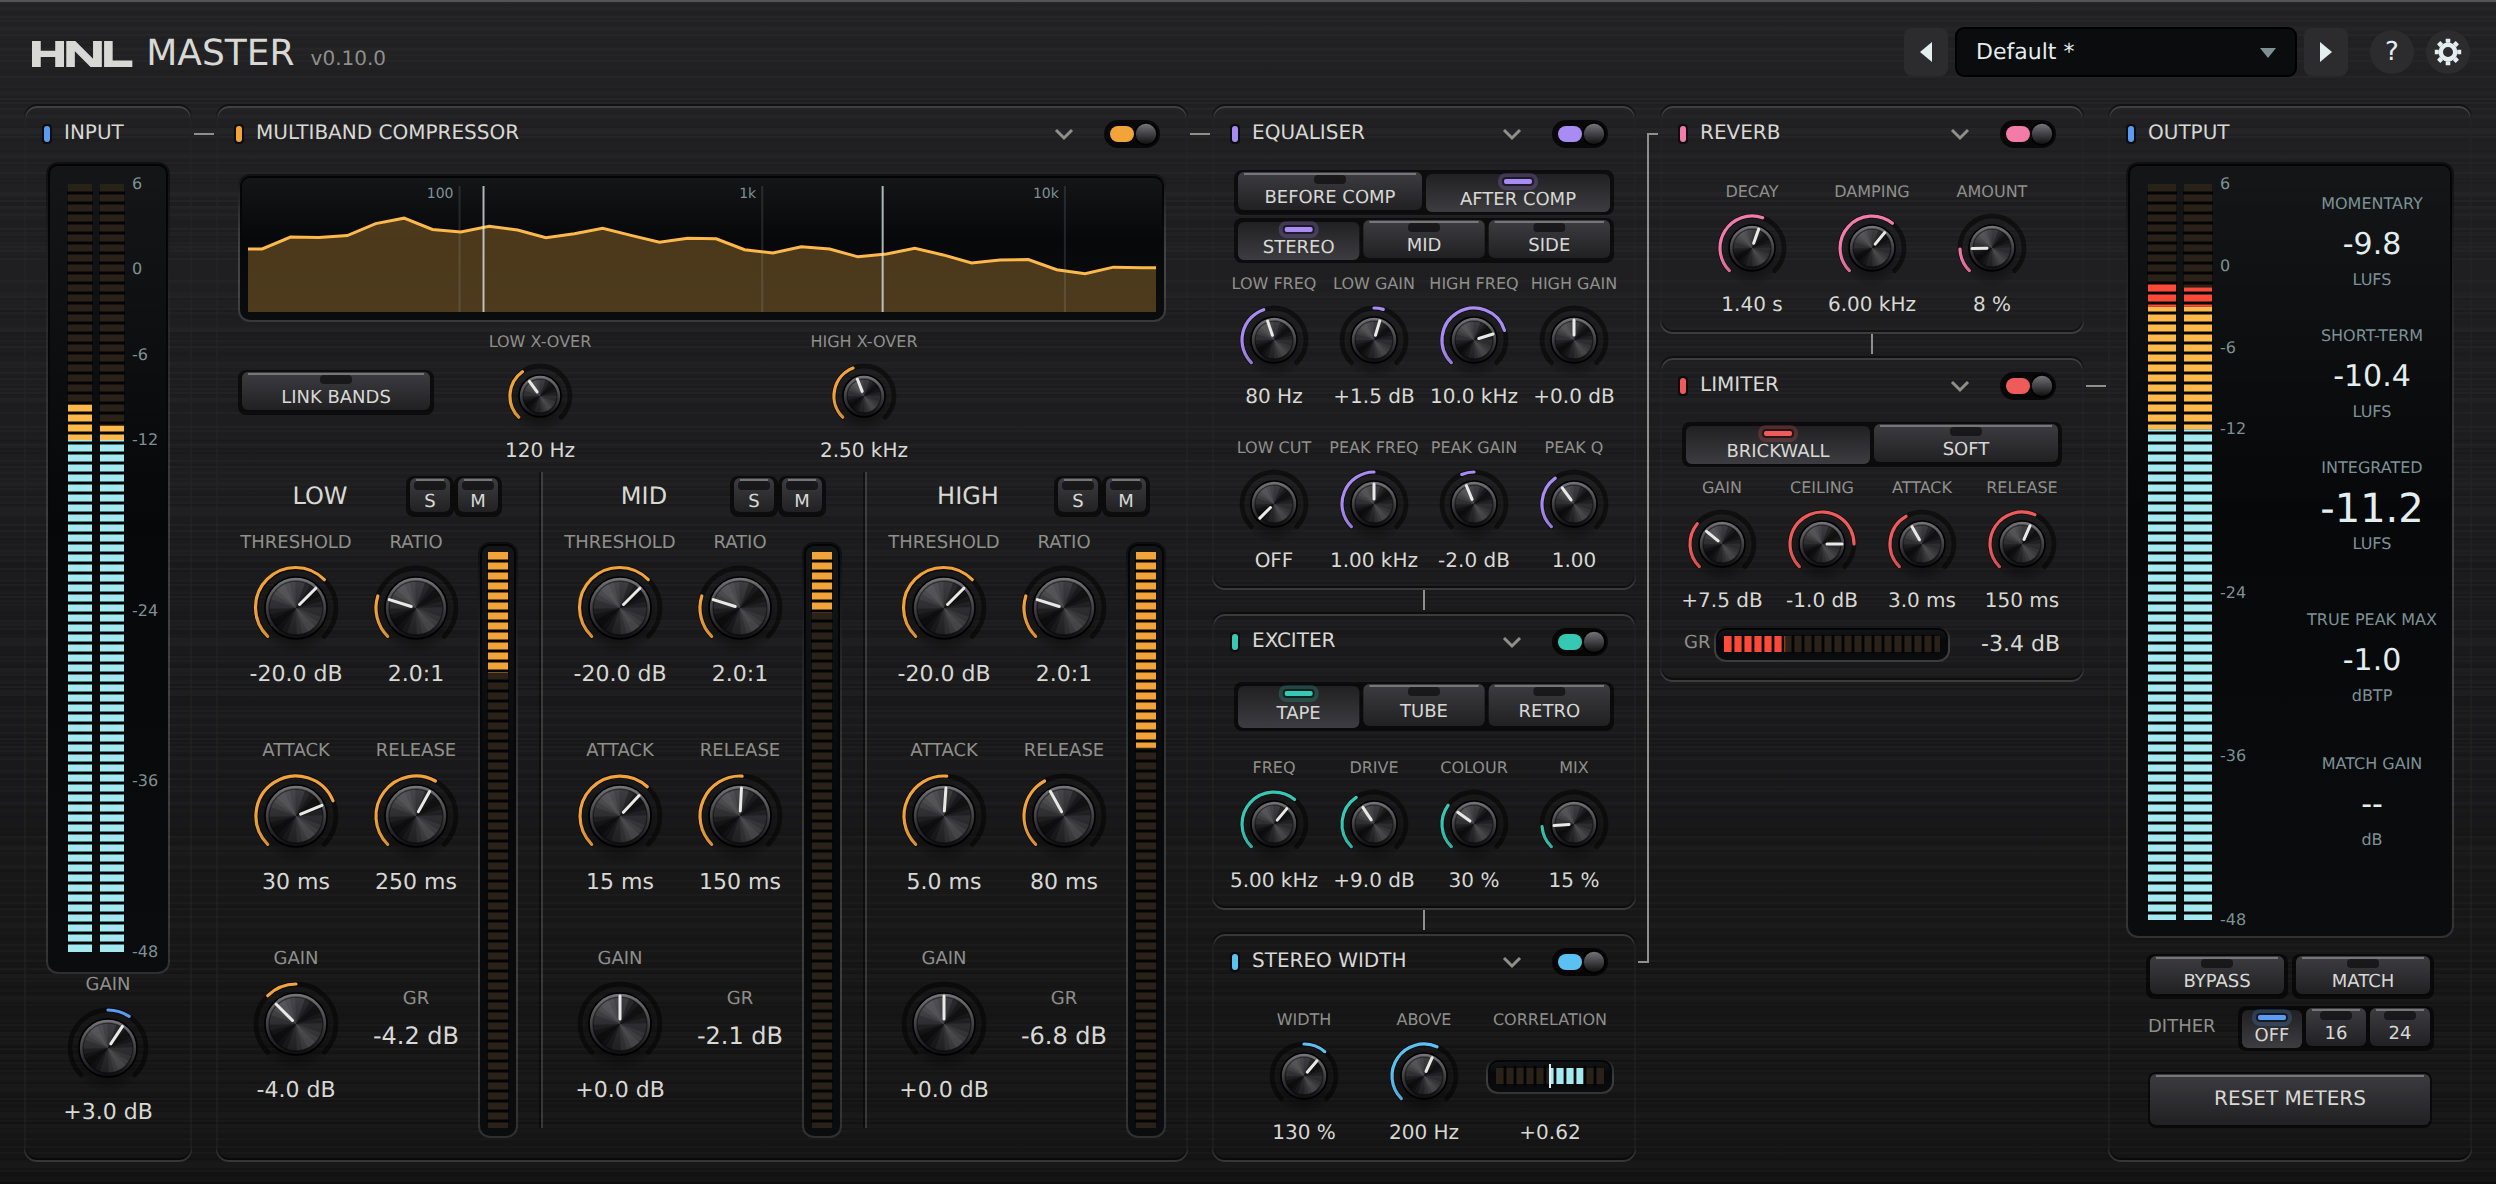 HNL MASTER v0.10.0
Default *
?
INPUT
6
0
-6
-12
-24
-36
-48
GAIN
+3.0 dB
MULTIBAND COMPRESSOR
100 1k 10k
LOW X-OVER HIGH X-OVER
LINK BANDS
120 Hz 2.50 kHz
LOW S M
THRESHOLD RATIO
-20.0 dB 2.0:1
ATTACK RELEASE
30 ms 250 ms
GAIN GR
-4.2 dB
-4.0 dB
MID S M
THRESHOLD RATIO
-20.0 dB 2.0:1
ATTACK RELEASE
15 ms 150 ms
GAIN GR
-2.1 dB
+0.0 dB
HIGH S M
THRESHOLD RATIO
-20.0 dB 2.0:1
ATTACK RELEASE
5.0 ms 80 ms
GAIN GR
-6.8 dB
+0.0 dB
EQUALISER
BEFORE COMP AFTER COMP
STEREO MID SIDE
LOW FREQ LOW GAIN HIGH FREQ HIGH GAIN
80 Hz +1.5 dB 10.0 kHz +0.0 dB
LOW CUT PEAK FREQ PEAK GAIN PEAK Q
OFF 1.00 kHz -2.0 dB 1.00
EXCITER
TAPE TUBE RETRO
FREQ DRIVE COLOUR MIX
5.00 kHz +9.0 dB 30 % 15 %
STEREO WIDTH
WIDTH ABOVE CORRELATION
130 % 200 Hz +0.62
REVERB
DECAY DAMPING AMOUNT
1.40 s 6.00 kHz 8 %
LIMITER
BRICKWALL SOFT
GAIN CEILING ATTACK RELEASE
+7.5 dB -1.0 dB 3.0 ms 150 ms
GR -3.4 dB
OUTPUT
6
0
-6
-12
-24
-36
-48
MOMENTARY
-9.8
LUFS
SHORT-TERM
-10.4
LUFS
INTEGRATED
-11.2
LUFS
TRUE PEAK MAX
-1.0
dBTP
MATCH GAIN
--
dB
BYPASS MATCH
DITHER OFF 16 24
RESET METERS